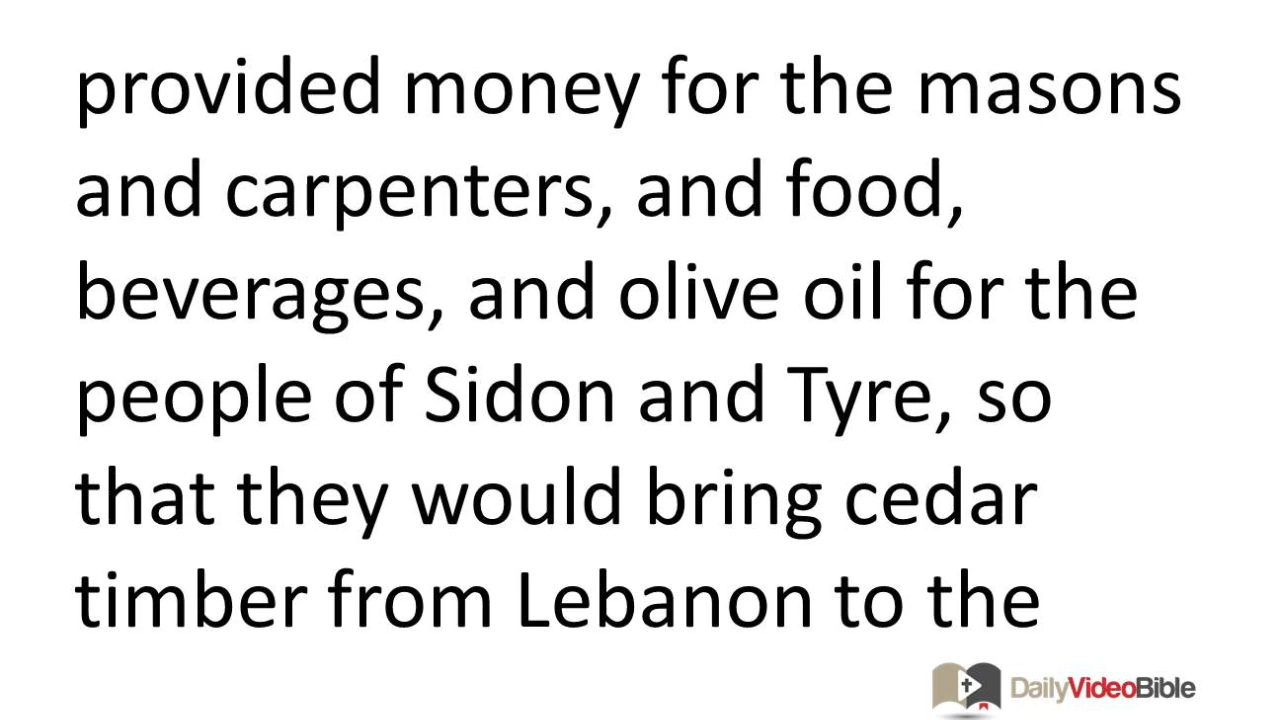 provided money for the masons
and carpenters, and food,
beverages, and olive oil for the
people of Sidon and Tyre, so
that they would bring cedar
timber from Lebanon to the
DailyVideoBible